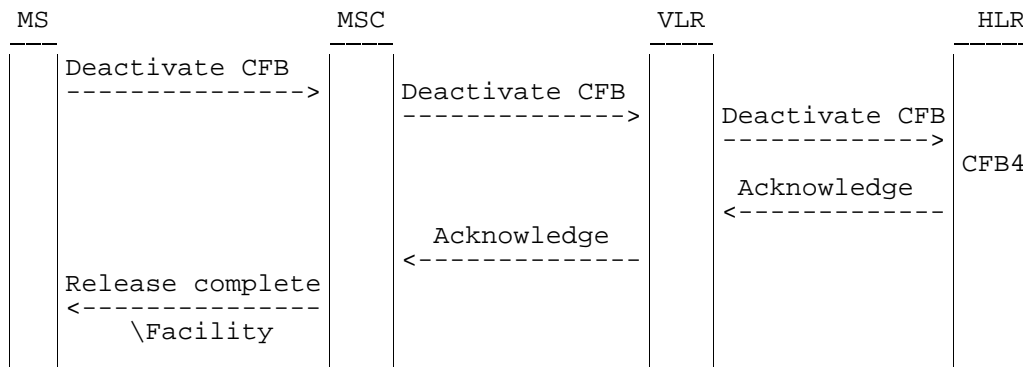 MS MSC VLR HLR
Deactivate CFB
Deactivate CFB
Deactivate CFB
CFB4
Acknowledge
Acknowledge
Release complete
\Facility